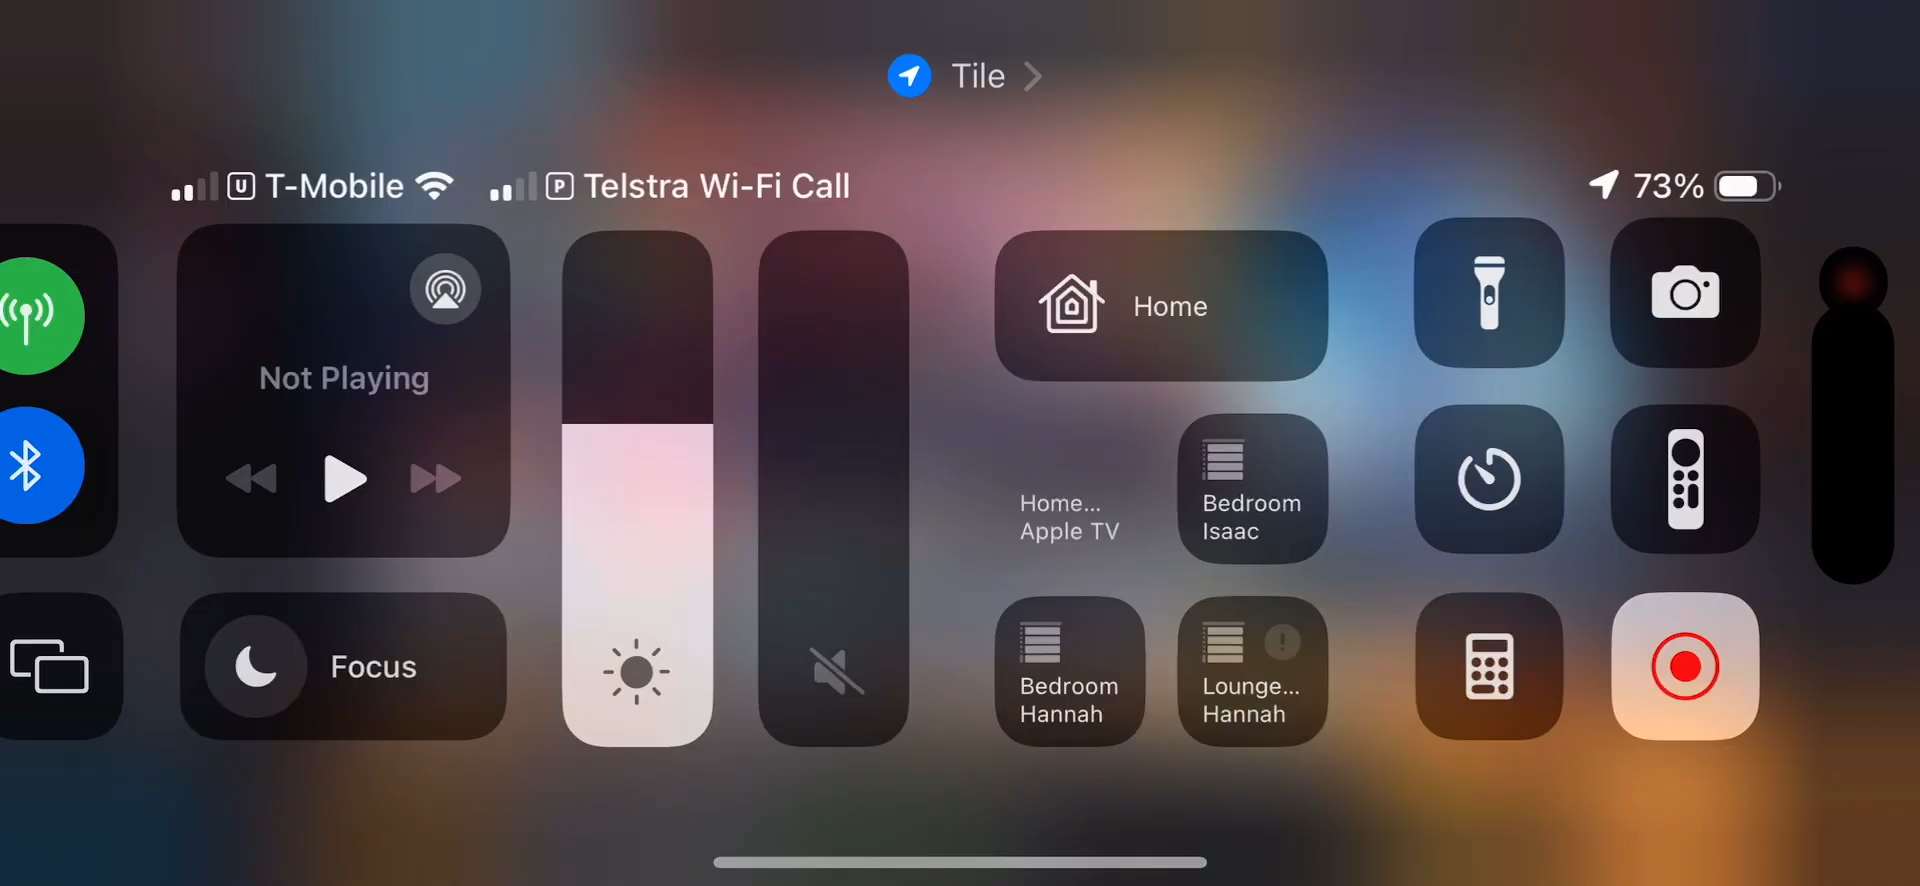 Tile
U T-Mobile
P Telstra Wi-Fi Call
73%
Not Playing
Focus
Home
Home...
Apple TV
Bedroom
Isaac
Bedroom
Hannah
Lounge...
Hannah